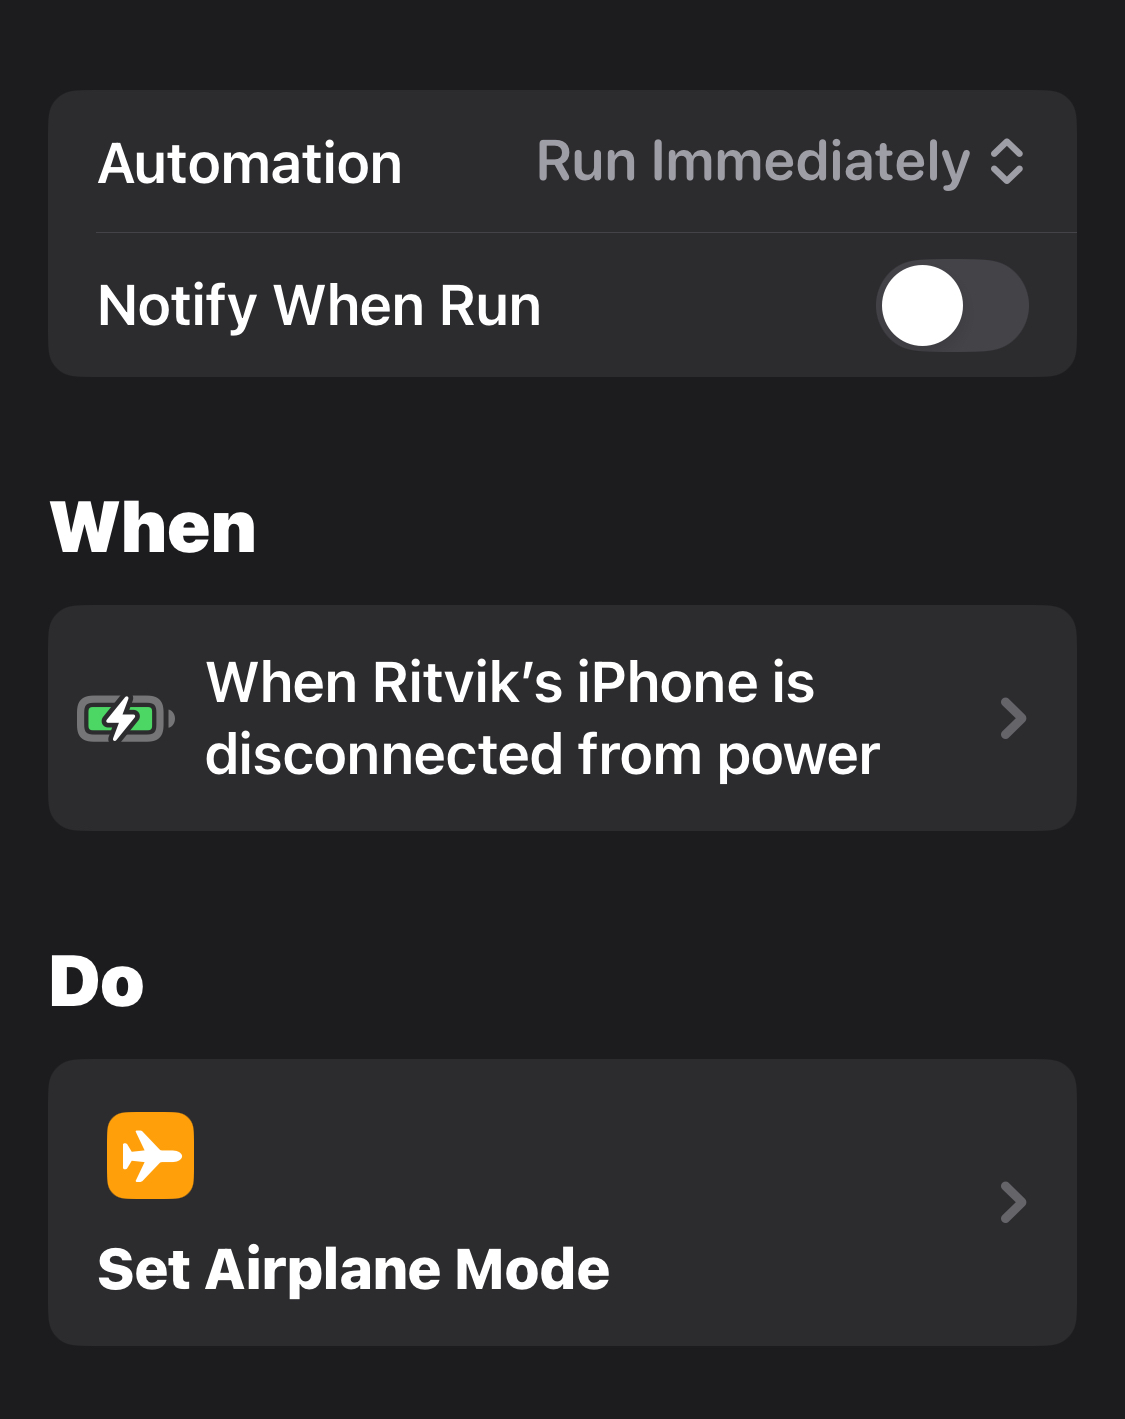 Automation
Run Immediately
Notify When Run
When
When Ritvik’s iPhone is
disconnected from power
Do
Set Airplane Mode